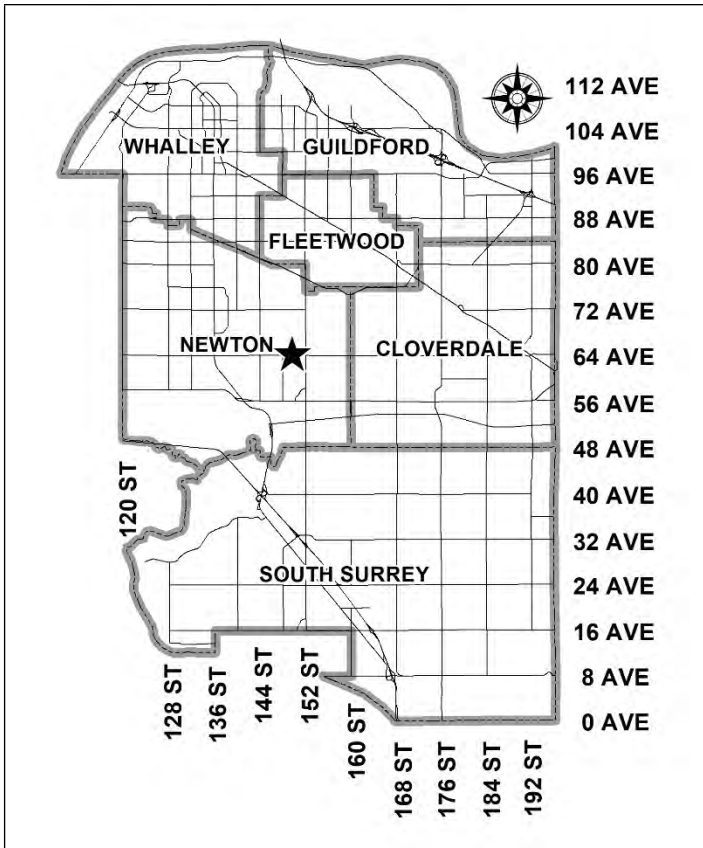 112 AVE
104 AVE
WHALLEY
GUILDFORD
96 AVE
88 AVE
FLEETWOOD
80 AVE
72 AVE
NEWTON
CLOVERDALE
64 AVE
56 AVE
48 AVE
120 ST
40 AVE
32 AVE
SOUTH SURREY
24 AVE
16 AVE
128 ST
136 ST
144 ST
152 ST
8 AVE
160 ST
0 AVE
168 ST
176 ST
184 ST
192 ST